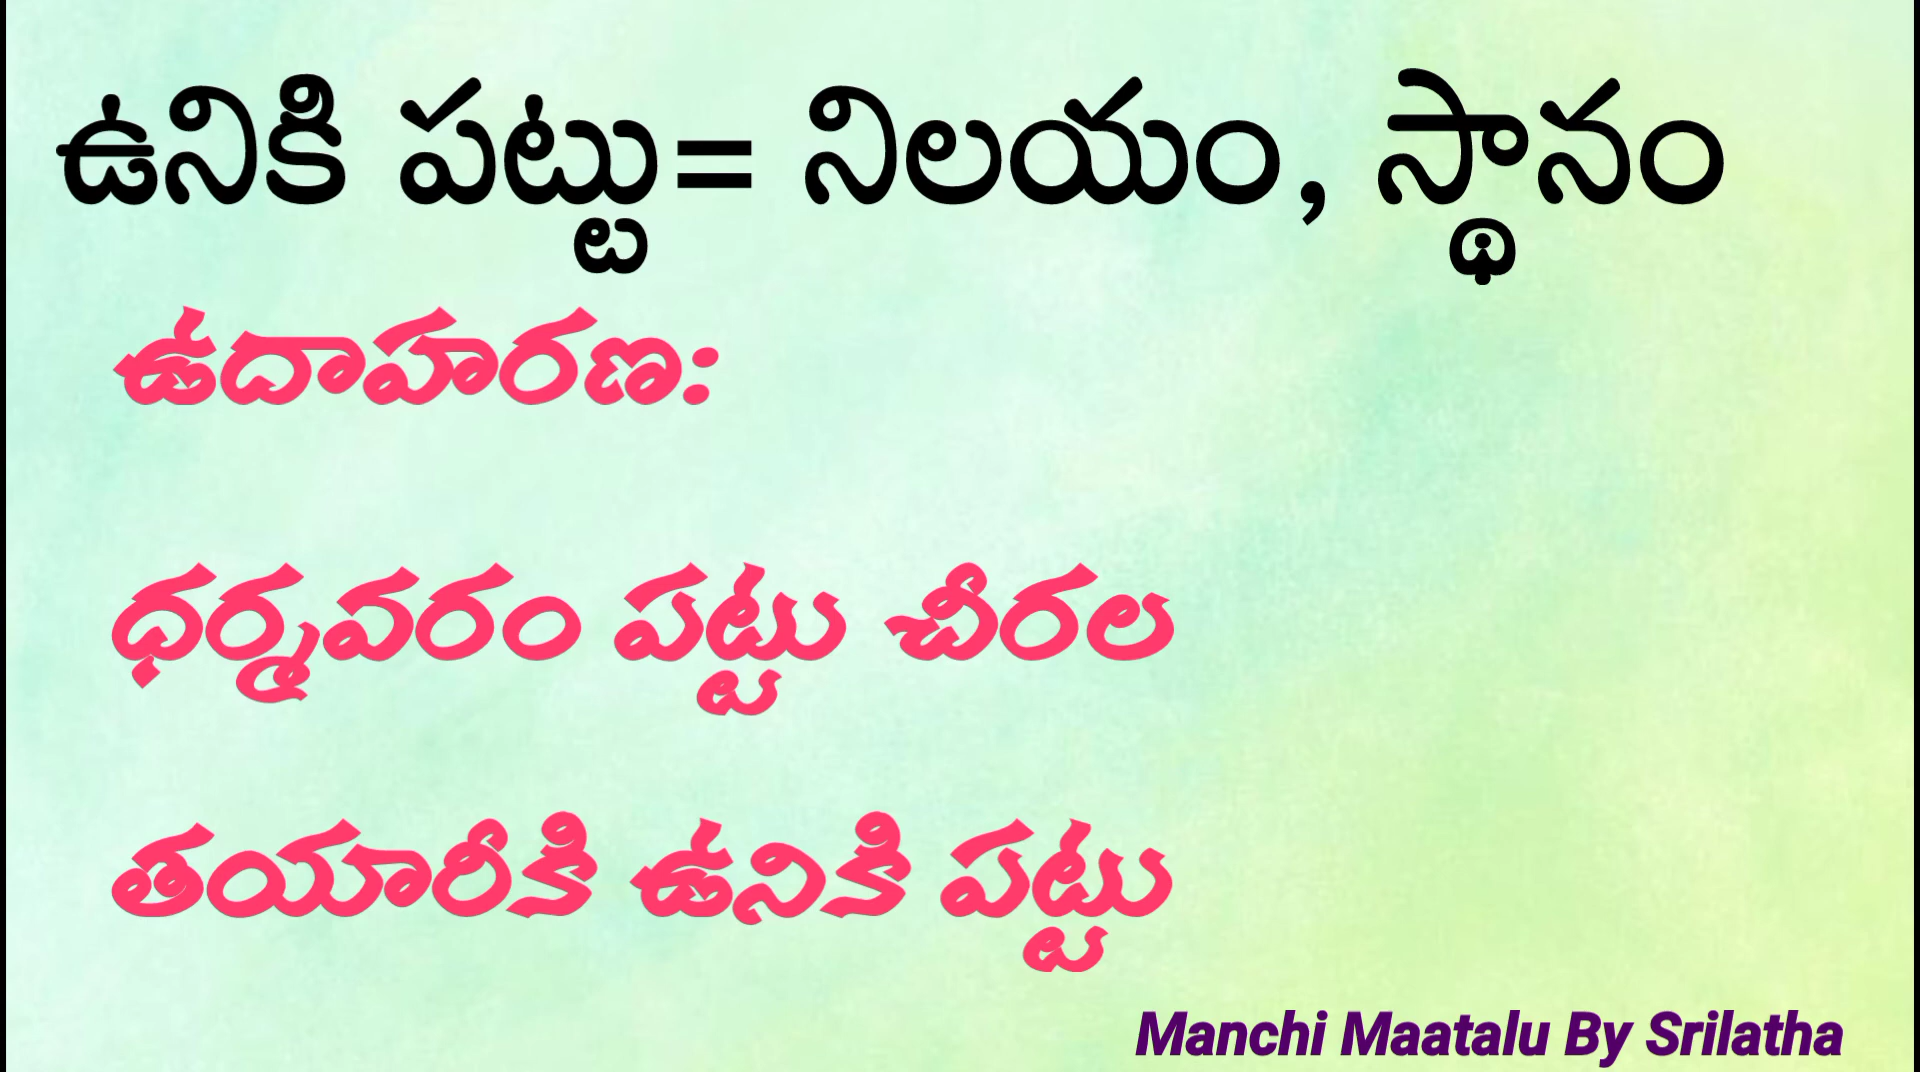 ఉనికి పట్టు= నిలయం, స్థానం
ఉదాహరణ:
ధర్మవరం పట్టు చీరల
తయారీకి ఉనికి పట్టు
Manchi Maatalu By Srilatha